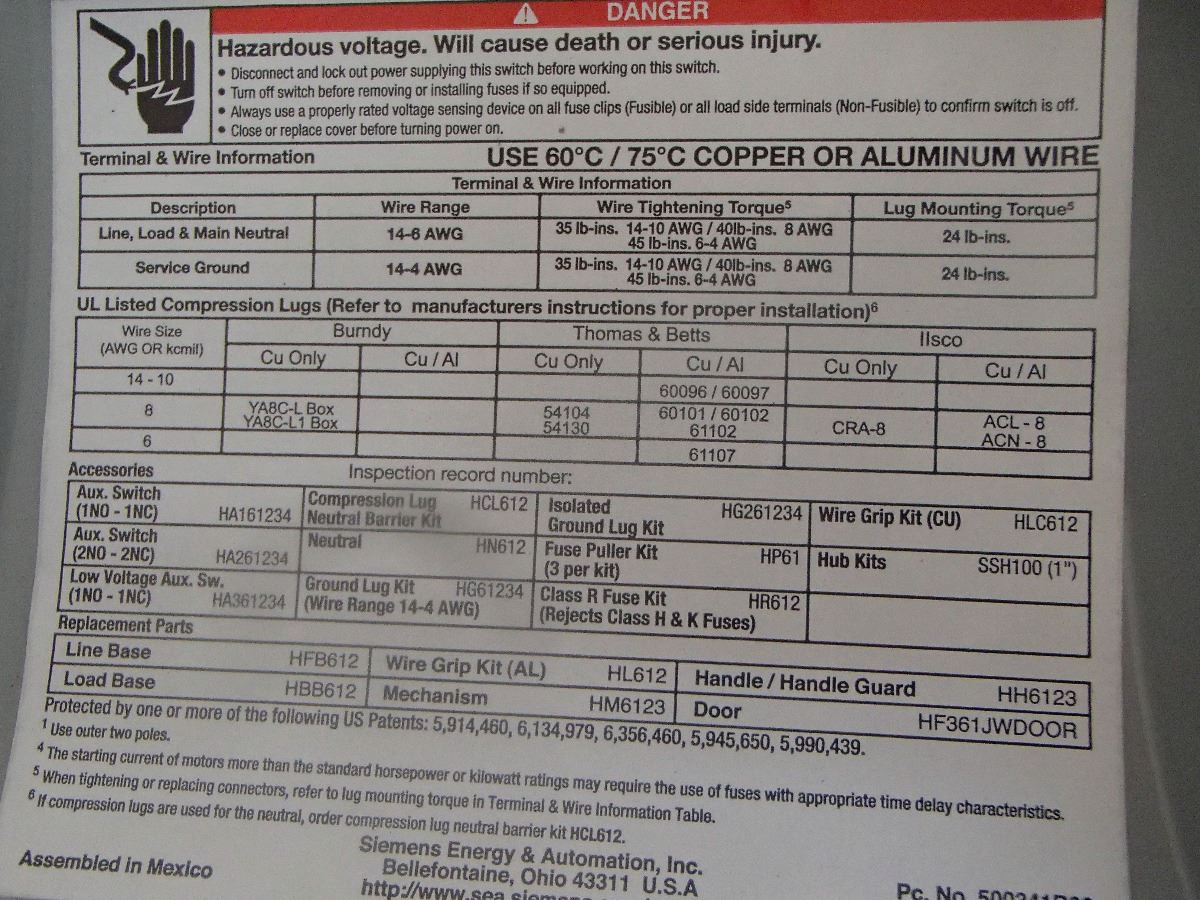 DANGER
Hazardous voltage. Will cause death or serious injury.
• Disconnect and lock out power supplying this switch before working on this switch.
• Turn off switch before removing or installing fuses if so equipped.
• Always use a properly rated voltage sensing device on all fuse clips (Fusible) or all load side terminals (Non-Fusible) to confirm switch is off.
• Close or replace cover before turning power on.
Terminal & Wire Information USE 60°C / 75°C COPPER OR ALUMINUM WIRE
Terminal & Wire Information
Description Wire Range Wire Tightening Torque⁵ Lug Mounting Torque⁵
Line, Load & Main Neutral 14-6 AWG 35 lb-ins. 14-10 AWG / 40lb-ins. 8 AWG 24 lb-ins.
45 lb-ins. 6-4 AWG
Service Ground 14-4 AWG 35 lb-ins. 14-10 AWG / 40lb-ins. 8 AWG 24 lb-ins.
45 lb-ins. 6-4 AWG
UL Listed Compression Lugs (Refer to manufacturers instructions for proper installation)⁶
Wire Size Burndy Thomas & Betts Ilsco
(AWG OR kcmil) Cu Only Cu / Al Cu Only Cu / Al Cu Only Cu / Al
14 - 10 60096 / 60097
8 YA8C-L Box 54104 60101 / 60102 CRA-8 ACL - 8
YA8C-L1 Box 54130 61102 ACN - 8
6 61107
Accessories Inspection record number:
Aux. Switch Compression Lug HCL612 Isolated HG261234 Wire Grip Kit (CU) HLC612
(1NO - 1NC) HA161234 Neutral Barrier Kit Ground Lug Kit
Aux. Switch Neutral HN612 Fuse Puller Kit HP61 Hub Kits SSH100 (1")
(2NO - 2NC) HA261234 (3 per kit)
Low Voltage Aux. Sw. Ground Lug Kit HG61234 Class R Fuse Kit HR612
(1NO - 1NC) HA361234 (Wire Range 14-4 AWG) (Rejects Class H & K Fuses)
Replacement Parts
Line Base HFB612 Wire Grip Kit (AL) HL612 Handle / Handle Guard HH6123
Load Base HBB612 Mechanism HM6123 Door HF361JWDOOR
Protected by one or more of the following US Patents: 5,914,460, 6,134,979, 6,356,460, 5,945,650, 5,990,439.
¹ Use outer two poles.
⁴ The starting current of motors more than the standard horsepower or kilowatt ratings may require the use of fuses with appropriate time delay characteristics.
⁵ When tightening or replacing connectors, refer to lug mounting torque in Terminal & Wire Information Table.
⁶ If compression lugs are used for the neutral, order compression lug neutral barrier kit HCL612.
Assembled in Mexico Siemens Energy & Automation, Inc.
Bellefontaine, Ohio 43311 U.S.A
Pc. No.